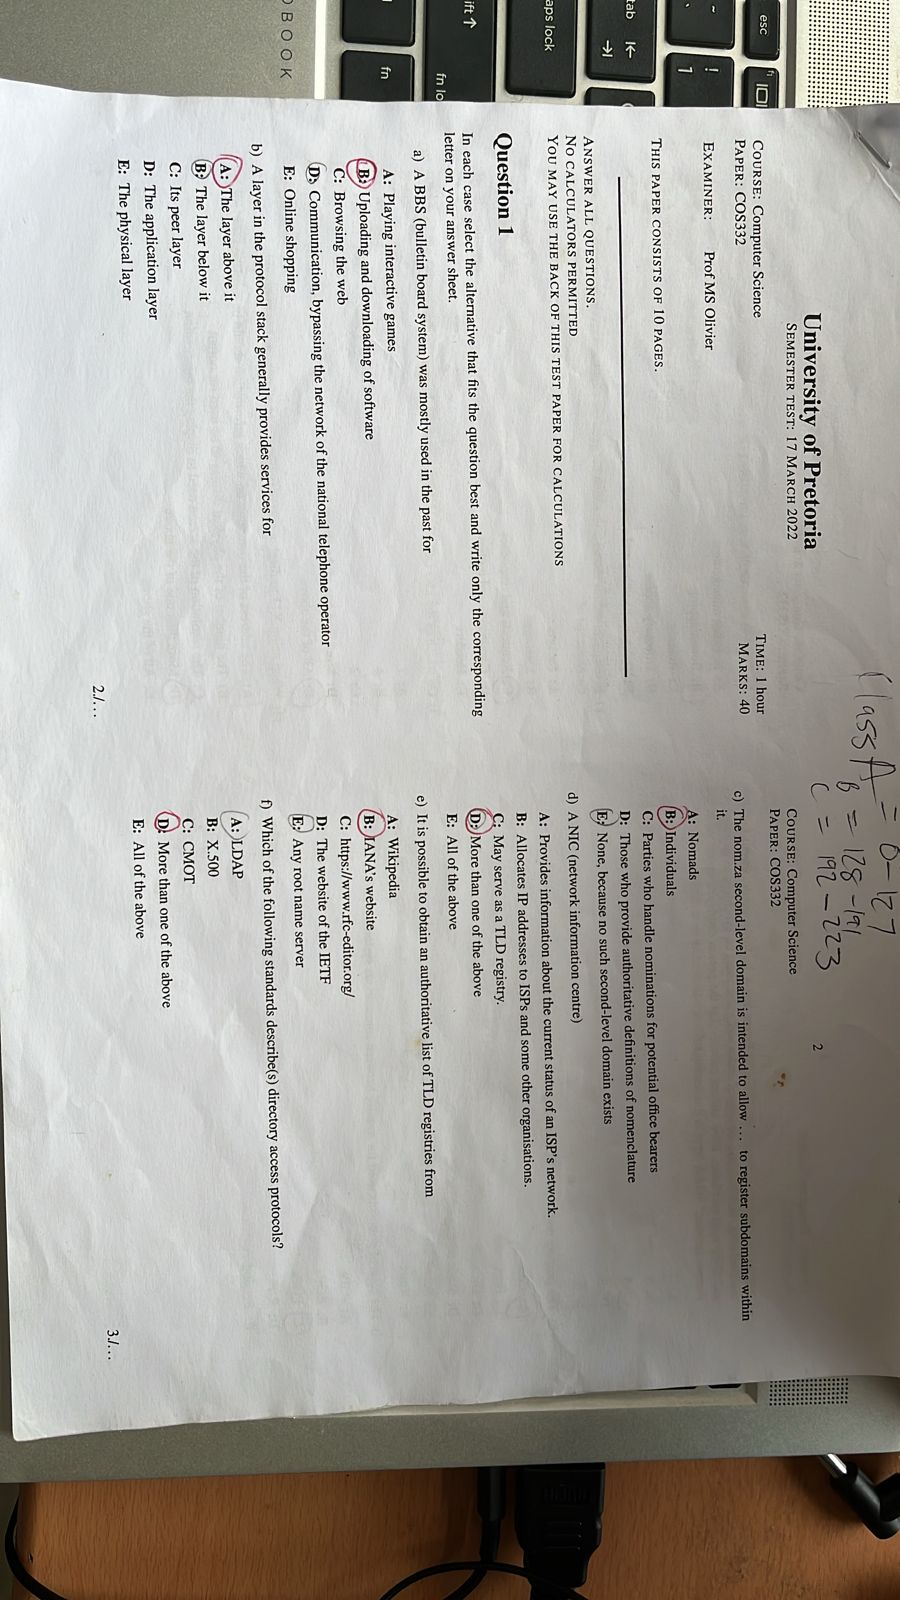 Class A = 0-127
B = 128-191
C = 192-223
University of Pretoria
SEMESTER TEST: 17 MARCH 2022
COURSE: Computer Science
TIME: 1 hour
PAPER: COS332
MARKS: 40
EXAMINER: Prof MS Olivier
THIS PAPER CONSISTS OF 10 PAGES.
ANSWER ALL QUESTIONS.
NO CALCULATORS PERMITTED
YOU MAY USE THE BACK OF THIS TEST PAPER FOR CALCULATIONS
Question 1
In each case select the alternative that fits the question best and write only the corresponding
letter on your answer sheet.
a) A BBS (bulletin board system) was mostly used in the past for
A: Playing interactive games
B: Uploading and downloading of software
C: Browsing the web
D: Communication, bypassing the network of the national telephone operator
E: Online shopping
b) A layer in the protocol stack generally provides services for
A: The layer above it
B: The layer below it
C: Its peer layer
D: The application layer
E: The physical layer
2./...
2
COURSE: Computer Science
PAPER: COS332
c) The nom.za second-level domain is intended to allow ... to register subdomains within
it.
A: Nomads
B: Individuals
C: Parties who handle nominations for potential office bearers
D: Those who provide authoritative definitions of nomenclature
E: None, because no such second-level domain exists
d) A NIC (network information centre)
A: Provides information about the current status of an ISP's network.
B: Allocates IP addresses to ISPs and some other organisations.
C: May serve as a TLD registry.
D: More than one of the above
E: All of the above
e) It is possible to obtain an authoritative list of TLD registries from
A: Wikipedia
B: IANA's website
C: https://www.rfc-editor.org/
D: The website of the IETF
E: Any root name server
f) Which of the following standards describe(s) directory access protocols?
A: LDAP
B: X.500
C: CMOT
D: More than one of the above
E: All of the above
3./...
esc
f1
~
!
1
tab
aps lock
ift
fn lo
fn
OBOOK